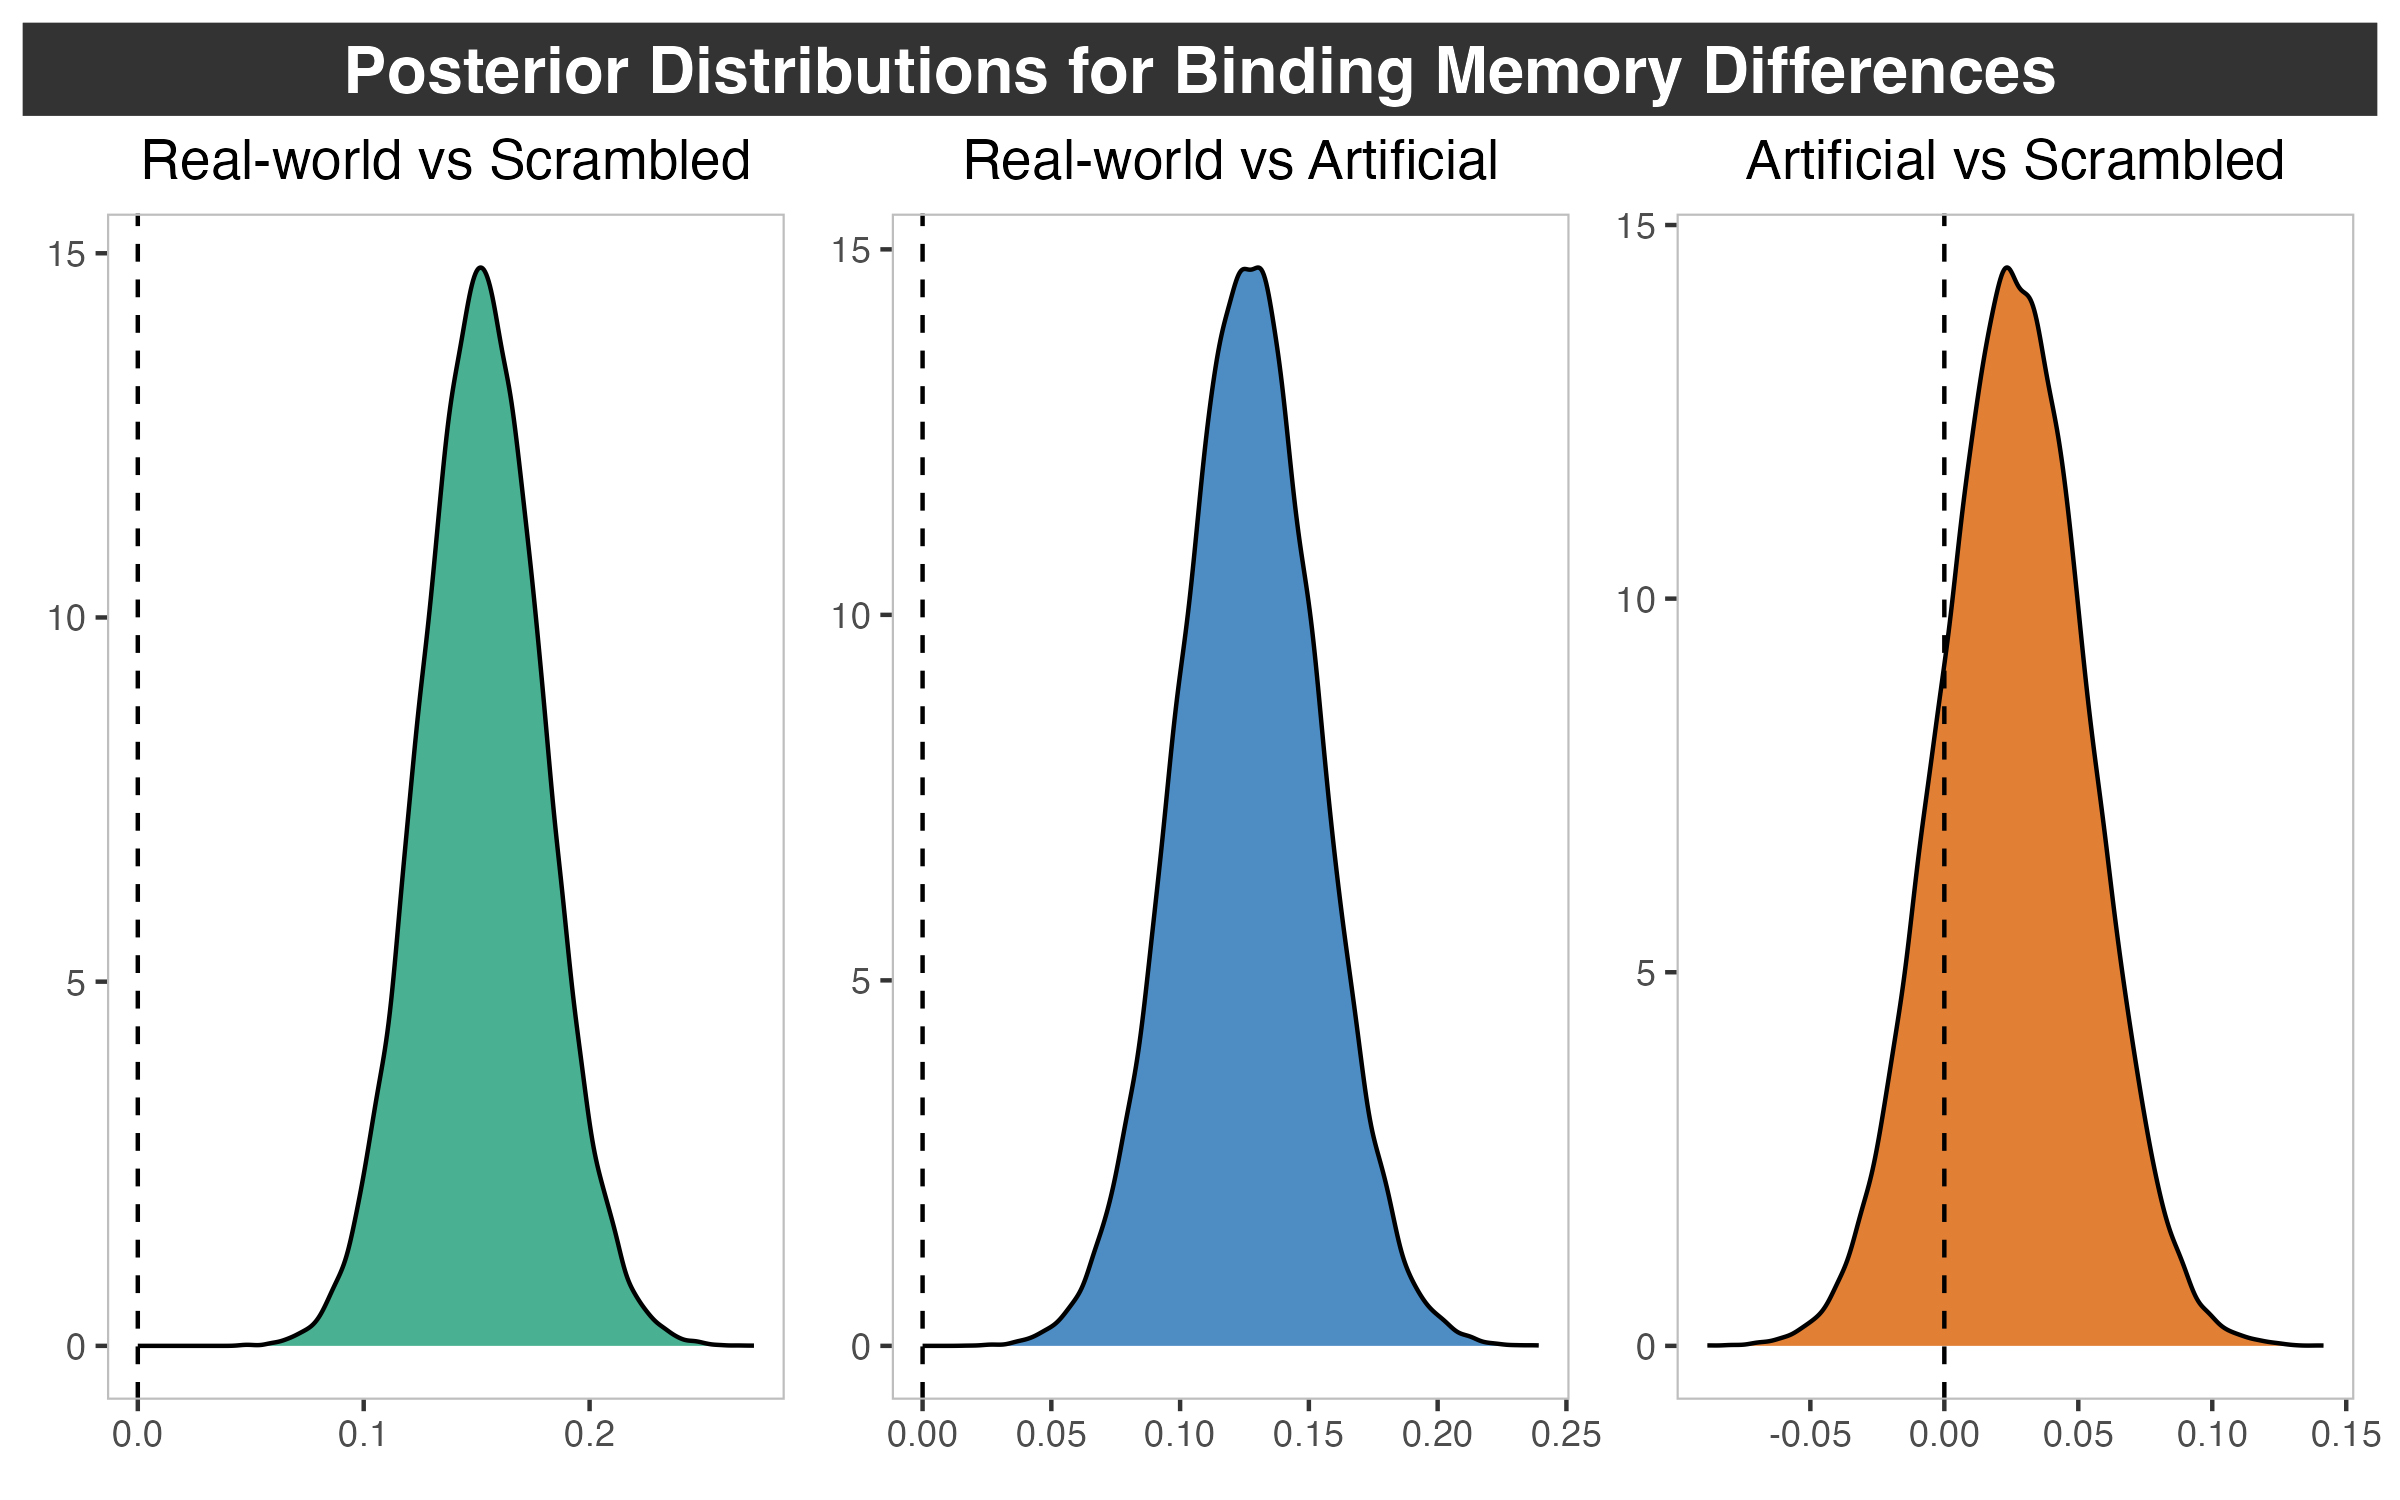 Posterior Distributions for Binding Memory Differences
Real-world vs Scrambled
15
10
5
0
0.0 0.1 0.2
Real-world vs Artificial
15
10
5
0
0.00 0.05 0.10 0.15 0.20 0.25
Artificial vs Scrambled
15
10
5
0
-0.05 0.00 0.05 0.10 0.15